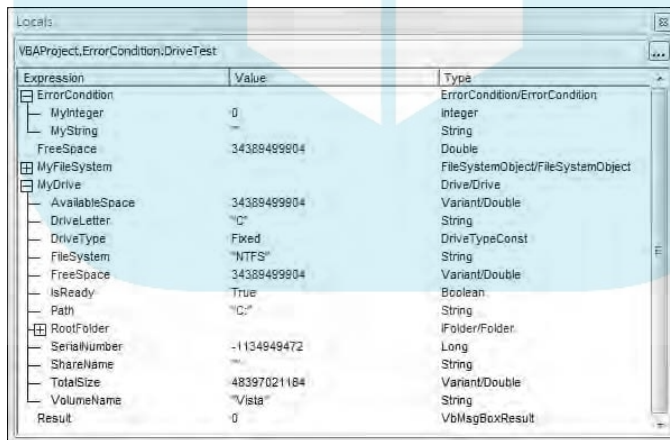 Locals
VBAProject.ErrorCondition.DriveTest ...
Expression Value Type
ErrorCondition ErrorCondition/ErrorCondition
MyInteger 0 Integer
MyString "" String
FreeSpace 34389499904 Double
MyFileSystem FileSystemObject/FileSystemObject
MyDrive Drive/Drive
AvailableSpace 34389499904 Variant/Double
DriveLetter "C" String
DriveType Fixed DriveTypeConst
FileSystem "NTFS" String
FreeSpace 34389499904 Variant/Double
IsReady True Boolean
Path "C:" String
RootFolder IFolder/Folder
SerialNumber -1134949472 Long
ShareName "" String
TotalSize 48397021184 Variant/Double
VolumeName "Vista" String
Result 0 VbMsgBoxResult